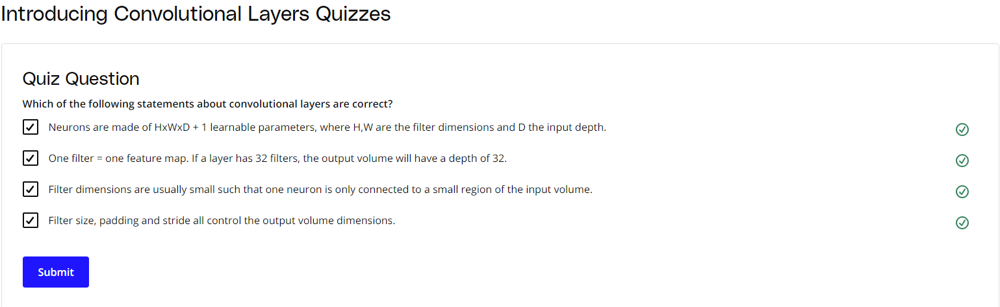 Introducing Convolutional Layers Quizzes
Quiz Question
Which of the following statements about convolutional layers are correct?
Neurons are made of HxWxD + 1 learnable parameters, where H,W are the filter dimensions and D the input depth.
One filter = one feature map. If a layer has 32 filters, the output volume will have a depth of 32.
Filter dimensions are usually small such that one neuron is only connected to a small region of the input volume.
Filter size, padding and stride all control the output volume dimensions.
Submit